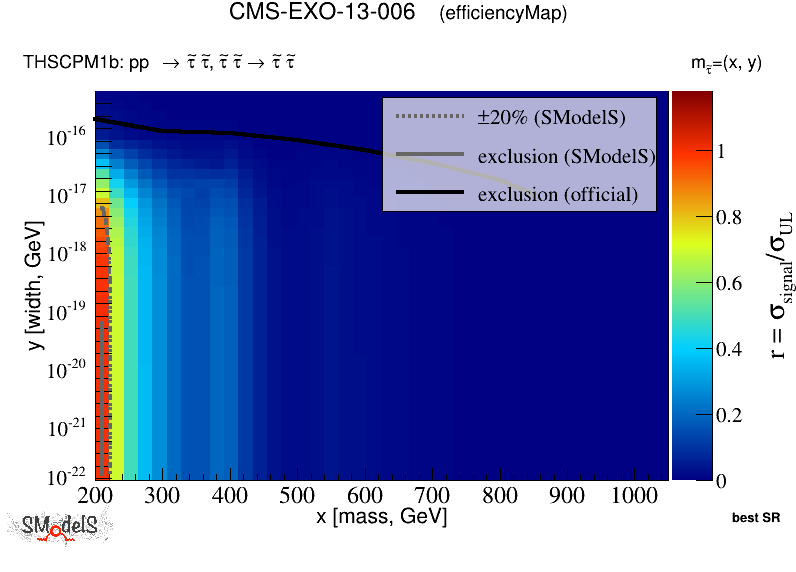 CMS-EXO-13-006 (efficiencyMap)
THSCPM1b: pp → τ̃ τ̃, τ̃ τ̃ → τ̃ τ̃
m_τ̃=(x, y)
±20% (SModelS)
exclusion (SModelS)
exclusion (official)
y [width, GeV]
10⁻¹⁶
10⁻¹⁷
10⁻¹⁸
10⁻¹⁹
10⁻²⁰
10⁻²¹
10⁻²²
200 300 400 500 600 700 800 900 1000
x [mass, GeV]
1
0.8
0.6
0.4
0.2
0
r = σ_signal/σ_UL
SModelS
best SR